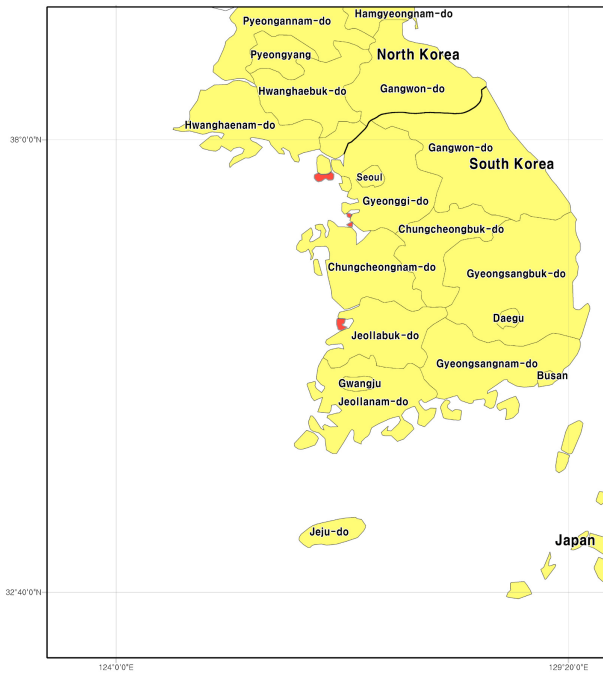 Hamgyeongnam-do
Pyeongannam-do
Pyeongyang
North Korea
Hwanghaebuk-do
Gangwon-do
Hwanghaenam-do
38°0'0"N
Gangwon-do
South Korea
Seoul
Gyeonggi-do
Chungcheongbuk-do
Chungcheongnam-do
Gyeongsangbuk-do
Daegu
Jeollabuk-do
Gyeongsangnam-do
Busan
Gwangju
Jeollanam-do
Jeju-do
Japan
32°40'0"N
124°0'0"E
129°20'0"E